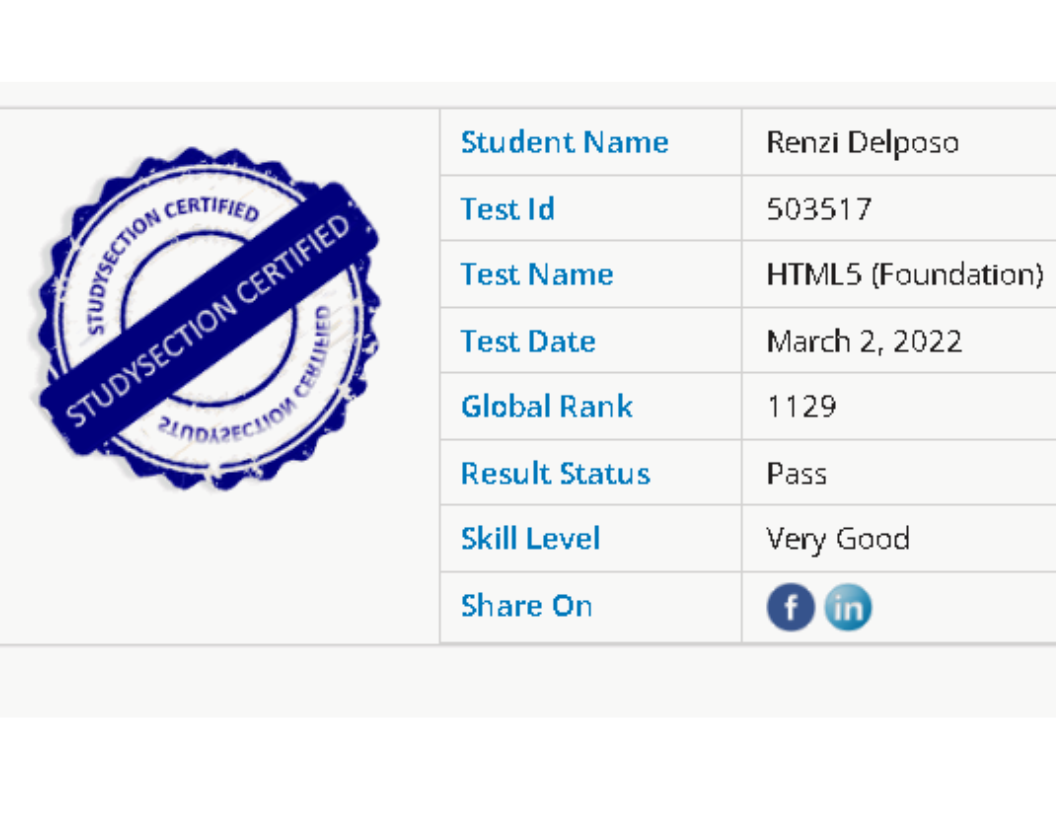 STUDYSECTION CERTIFIED
STUDYSECTION CERTIFIED
STUDYSECTION CERTIFIED
Student Name Renzi Delposo
Test Id 503517
Test Name HTML5 (Foundation)
Test Date March 2, 2022
Global Rank 1129
Result Status Pass
Skill Level Very Good
Share On f in